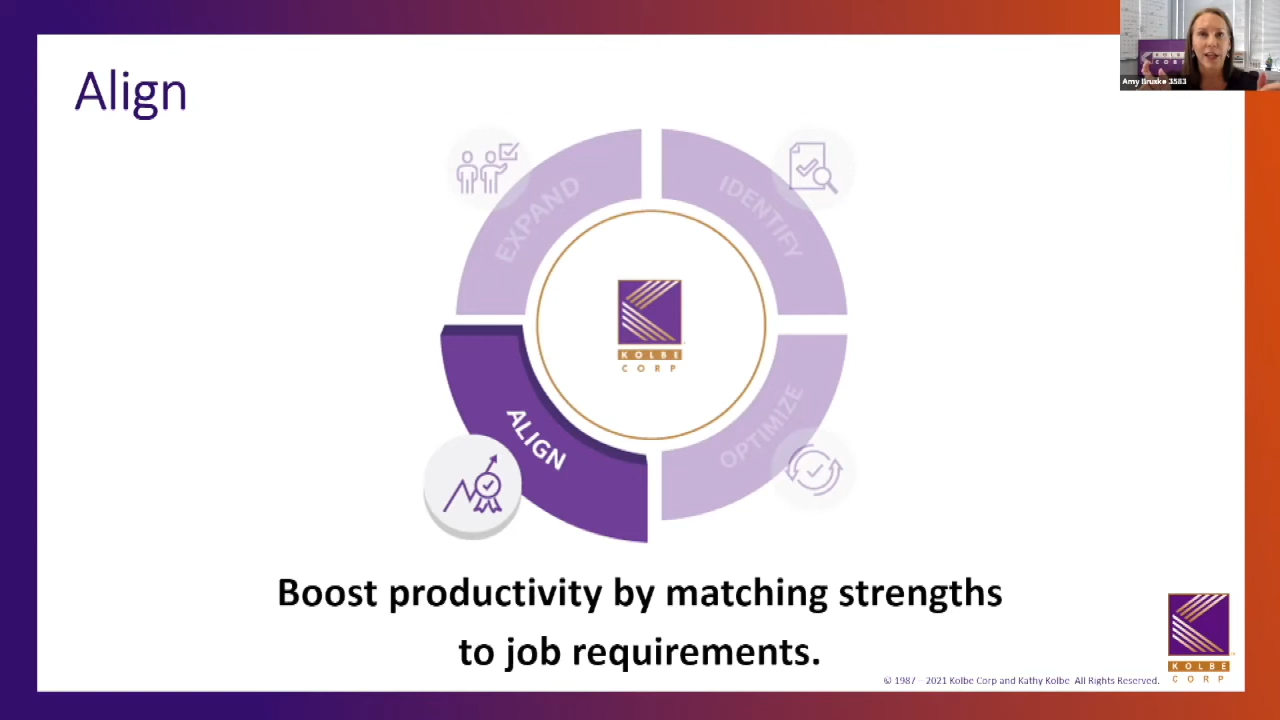 Align
Amy Bruske 3583
EXPAND
IDENTIFY
KOLBE
CORP
ALIGN
OPTIMIZE
Boost productivity by matching strengths
to job requirements.
KOLBE
CORP
© 1987 – 2021 Kolbe Corp and Kathy Kolbe All Rights Reserved.